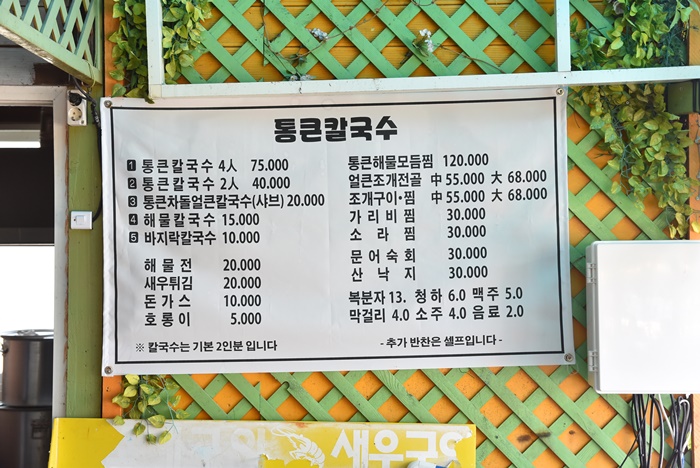 통큰칼국수
1 통큰칼국수 4人 75.000
2 통큰칼국수 2人 40.000
3 통큰차돌얼큰칼국수(샤브) 20.000
4 해물칼국수 15.000
5 바지락칼국수 10.000
해물전 20.000
새우튀김 20.000
돈가스 10.000
호롱이 5.000
※ 칼국수는 기본 2인분 입니다
통큰해물모듬찜 120.000
얼큰조개전골 中 55.000 大 68.000
조개구이·찜 中 55.000 大 68.000
가리비찜 30.000
소라찜 30.000
문어숙회 30.000
산낙지 30.000
복분자 13. 청하 6.0 맥주 5.0
막걸리 4.0 소주 4.0 음료 2.0
- 추가 반찬은 셀프입니다 -
새우구이